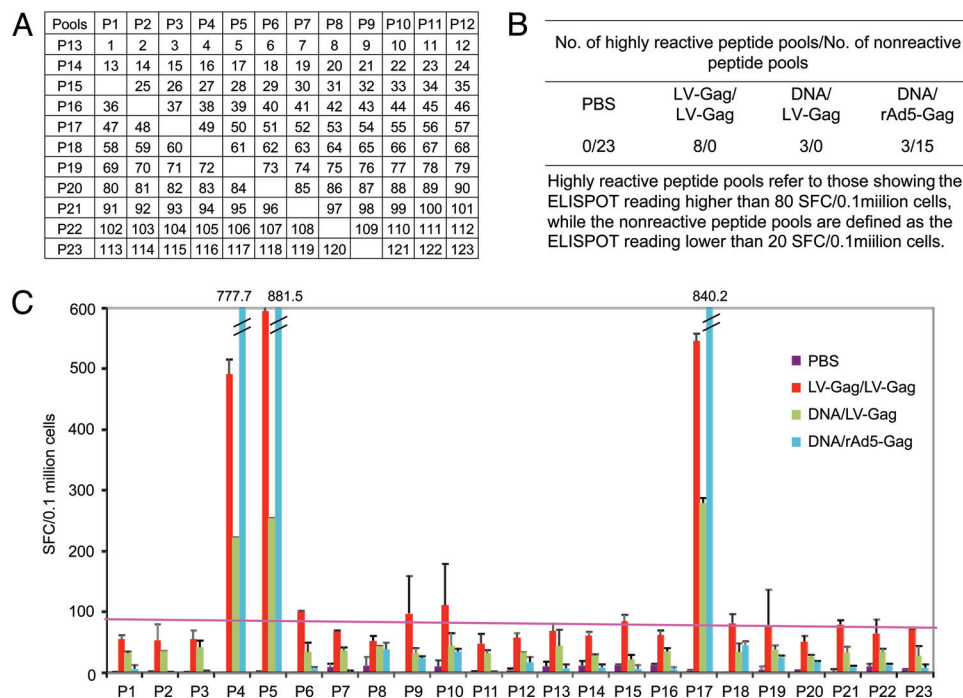 A
Pools P1 P2 P3 P4 P5 P6 P7 P8 P9 P10 P11 P12
P13 1 2 3 4 5 6 7 8 9 10 11 12
P14 13 14 15 16 17 18 19 20 21 22 23 24
P15 25 26 27 28 29 30 31 32 33 34 35
P16 36 37 38 39 40 41 42 43 44 45 46
P17 47 48 49 50 51 52 53 54 55 56 57
P18 58 59 60 61 62 63 64 65 66 67 68
P19 69 70 71 72 73 74 75 76 77 78 79
P20 80 81 82 83 84 85 86 87 88 89 90
P21 91 92 93 94 95 96 97 98 99 100 101
P22 102 103 104 105 106 107 108 109 110 111 112
P23 113 114 115 116 117 118 119 120 121 122 123
B
No. of highly reactive peptide pools/No. of nonreactive
peptide pools
PBS LV-Gag/ DNA/ DNA/
LV-Gag LV-Gag rAd5-Gag
0/23 8/0 3/0 3/15
Highly reactive peptide pools refer to those showing the
ELISPOT reading higher than 80 SFC/0.1miilion cells,
while the nonreactive peptide pools are defined as the
ELISPOT reading lower than 20 SFC/0.1miilion cells.
C
777.7 881.5 840.2
SFC/0.1 million cells
600
500
400
300
200
100
0
PBS
LV-Gag/LV-Gag
DNA/LV-Gag
DNA/rAd5-Gag
P1 P2 P3 P4 P5 P6 P7 P8 P9 P10 P11 P12 P13 P14 P15 P16 P17 P18 P19 P20 P21 P22 P23